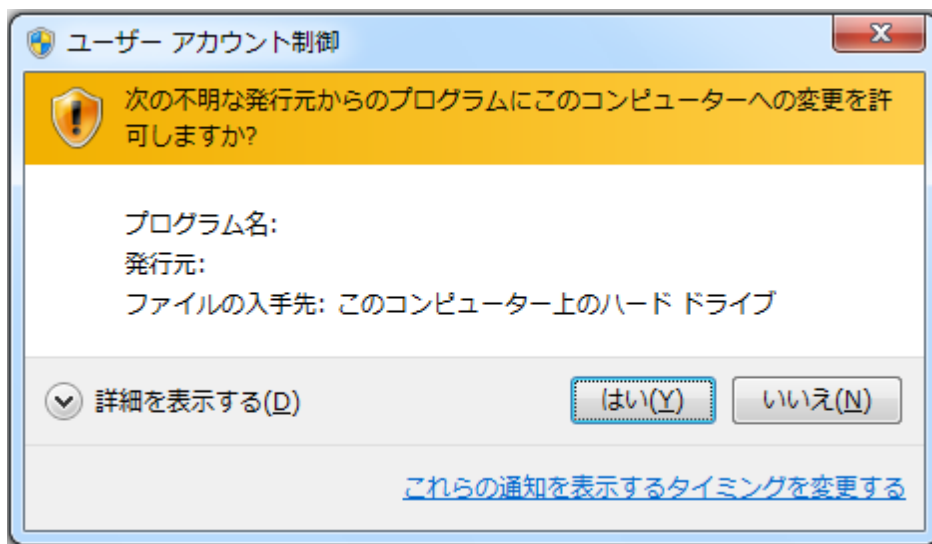 ユーザー アカウント制御
次の不明な発行元からのプログラムにこのコンピューターへの変更を許
可しますか?
プログラム名:
発行元:
ファイルの入手先: このコンピューター上のハード ドライブ
詳細を表示する(D)
はい(Y)
いいえ(N)
これらの通知を表示するタイミングを変更する